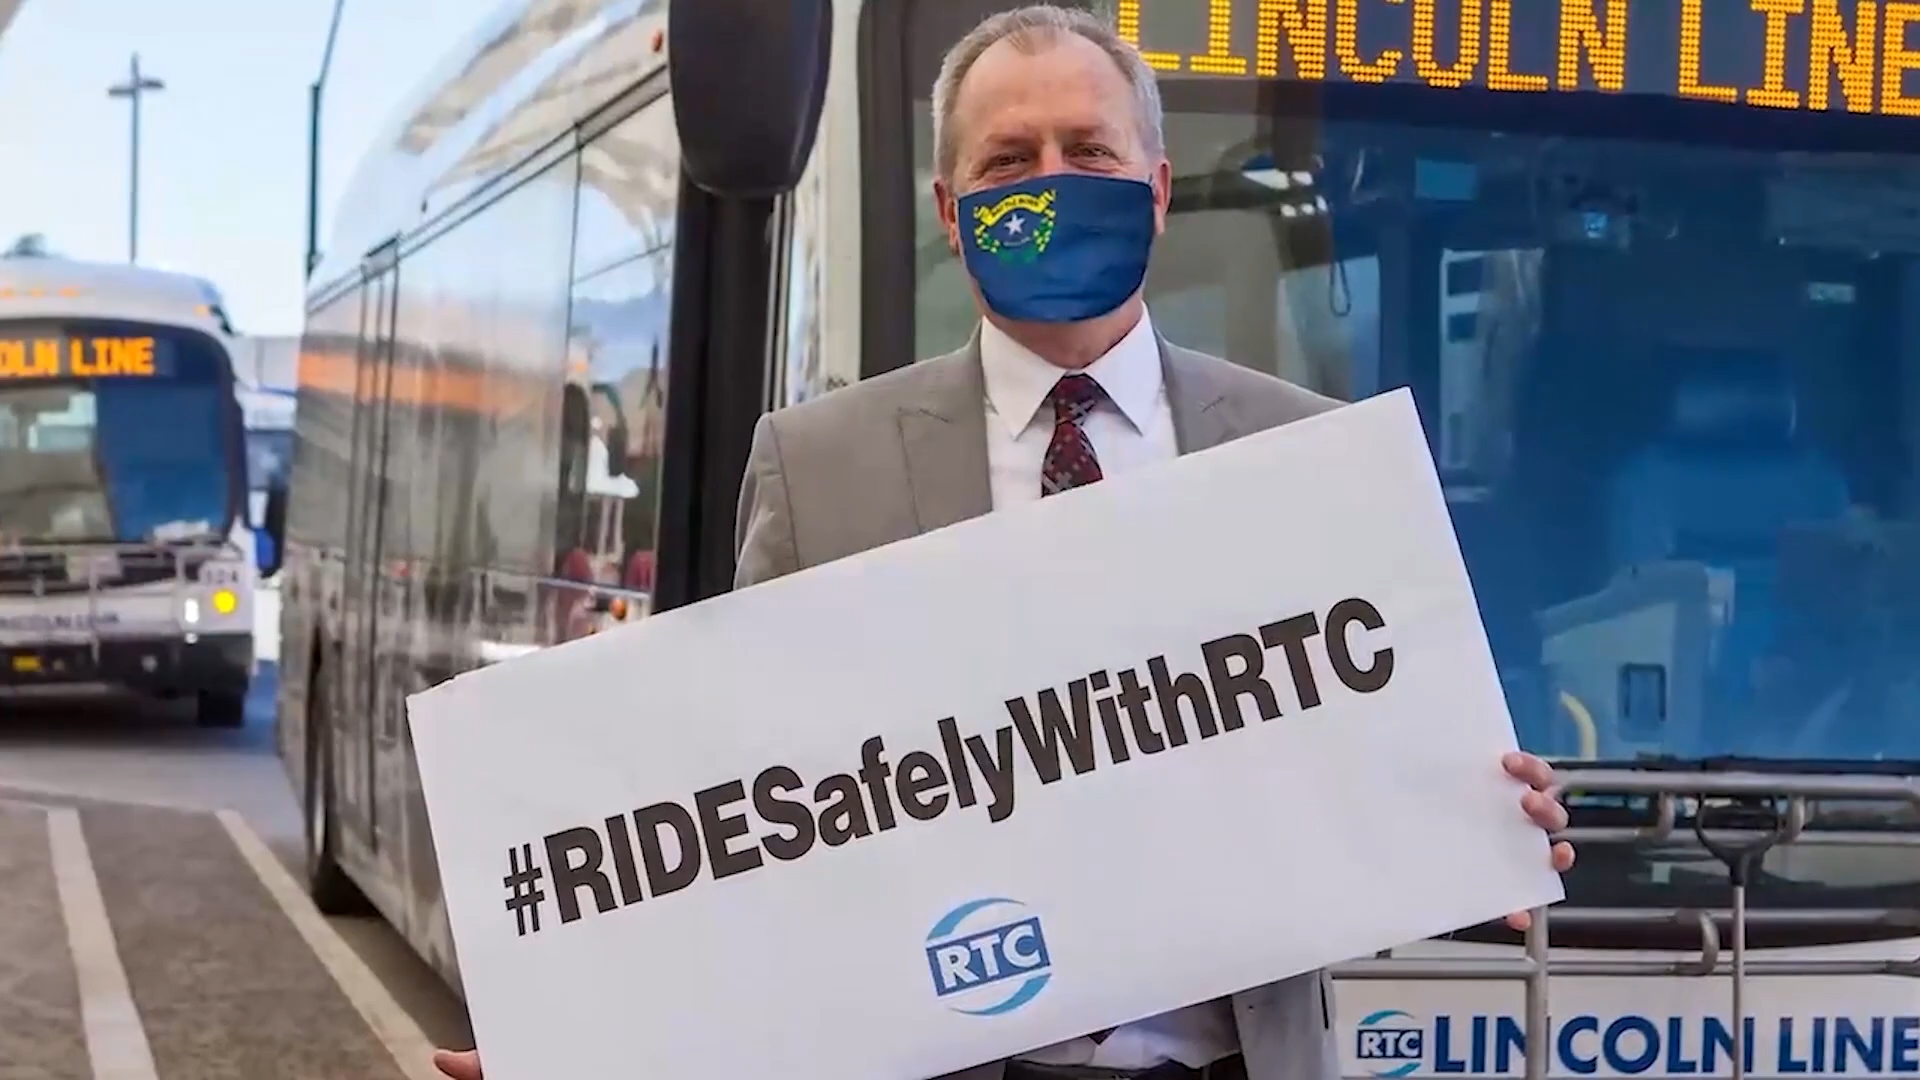 LINCOLN LINE
OLN LINE
#RIDESafelyWithRTC
RTC
RTC LINCOLN LINE